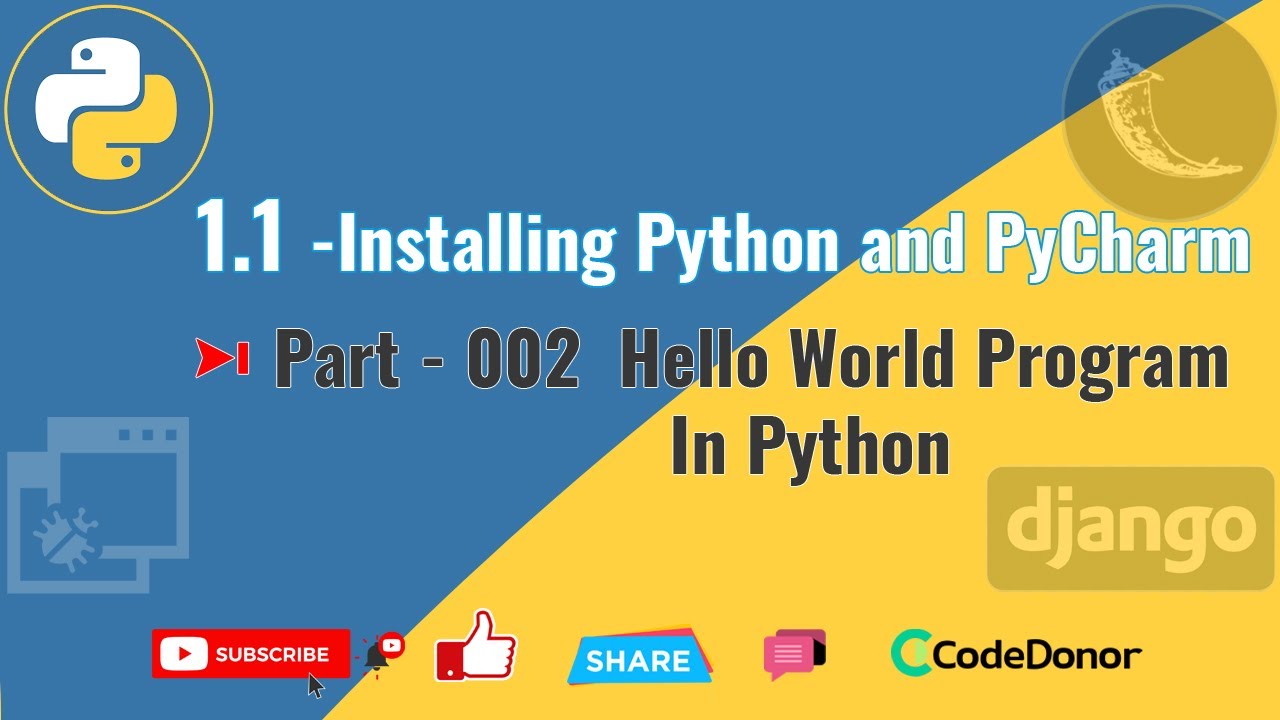 1.1 -Installing Python and PyCharm
Part - 002 Hello World Program
In Python
django
SUBSCRIBE
SHARE
CodeDonor